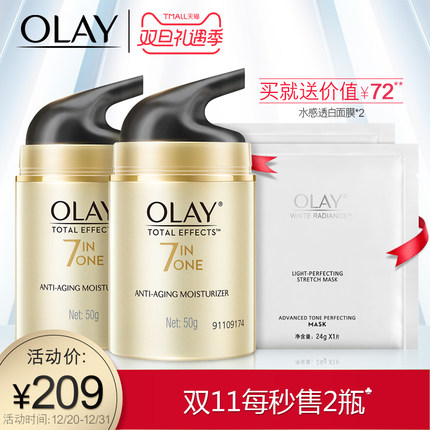 OLAY
TMALL天猫
双旦礼遇季
买就送价值¥72**
水感透白面膜*2
OLAY
TOTAL EFFECTS
7 IN ONE
ANTI-AGING MOISTU
Net: 50g
OLAY®
TOTAL EFFECTS™
7 IN ONE
ANTI-AGING MOISTURIZER
Net: 50g
91109174
OLAY®
WHITE RADIANCE™
LIGHT-PERFECTING
STRETCH MASK
ADVANCED TONE PERFECTING
MASK
净含量: 24g X1片
活动价:
¥209
活动时间: 12/20-12/31
双11每秒售2瓶♣